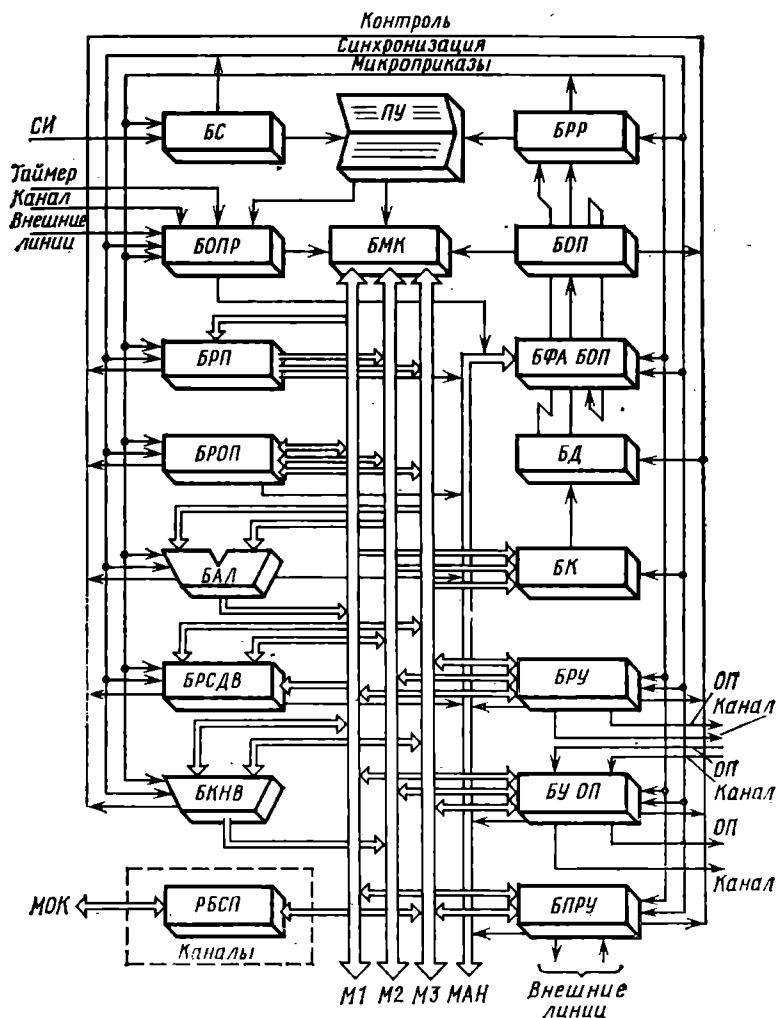 Контроль
Синхронизация
Микроприказы
СИ
БС
ПУ
БРР
Таймер
Канал
Внешние
линии
БОПР
БМК
БОП
БРП
БФА БОП
БРОП
БД
БАЛ
БК
БРСДВ
БРУ
ОП
Канал
БКНВ
БУ ОП
ОП
Канал
ОП
Канал
МОК
РБСП
Каналы
БПРУ
М1 М2 М3 МАН
Внешние
линии